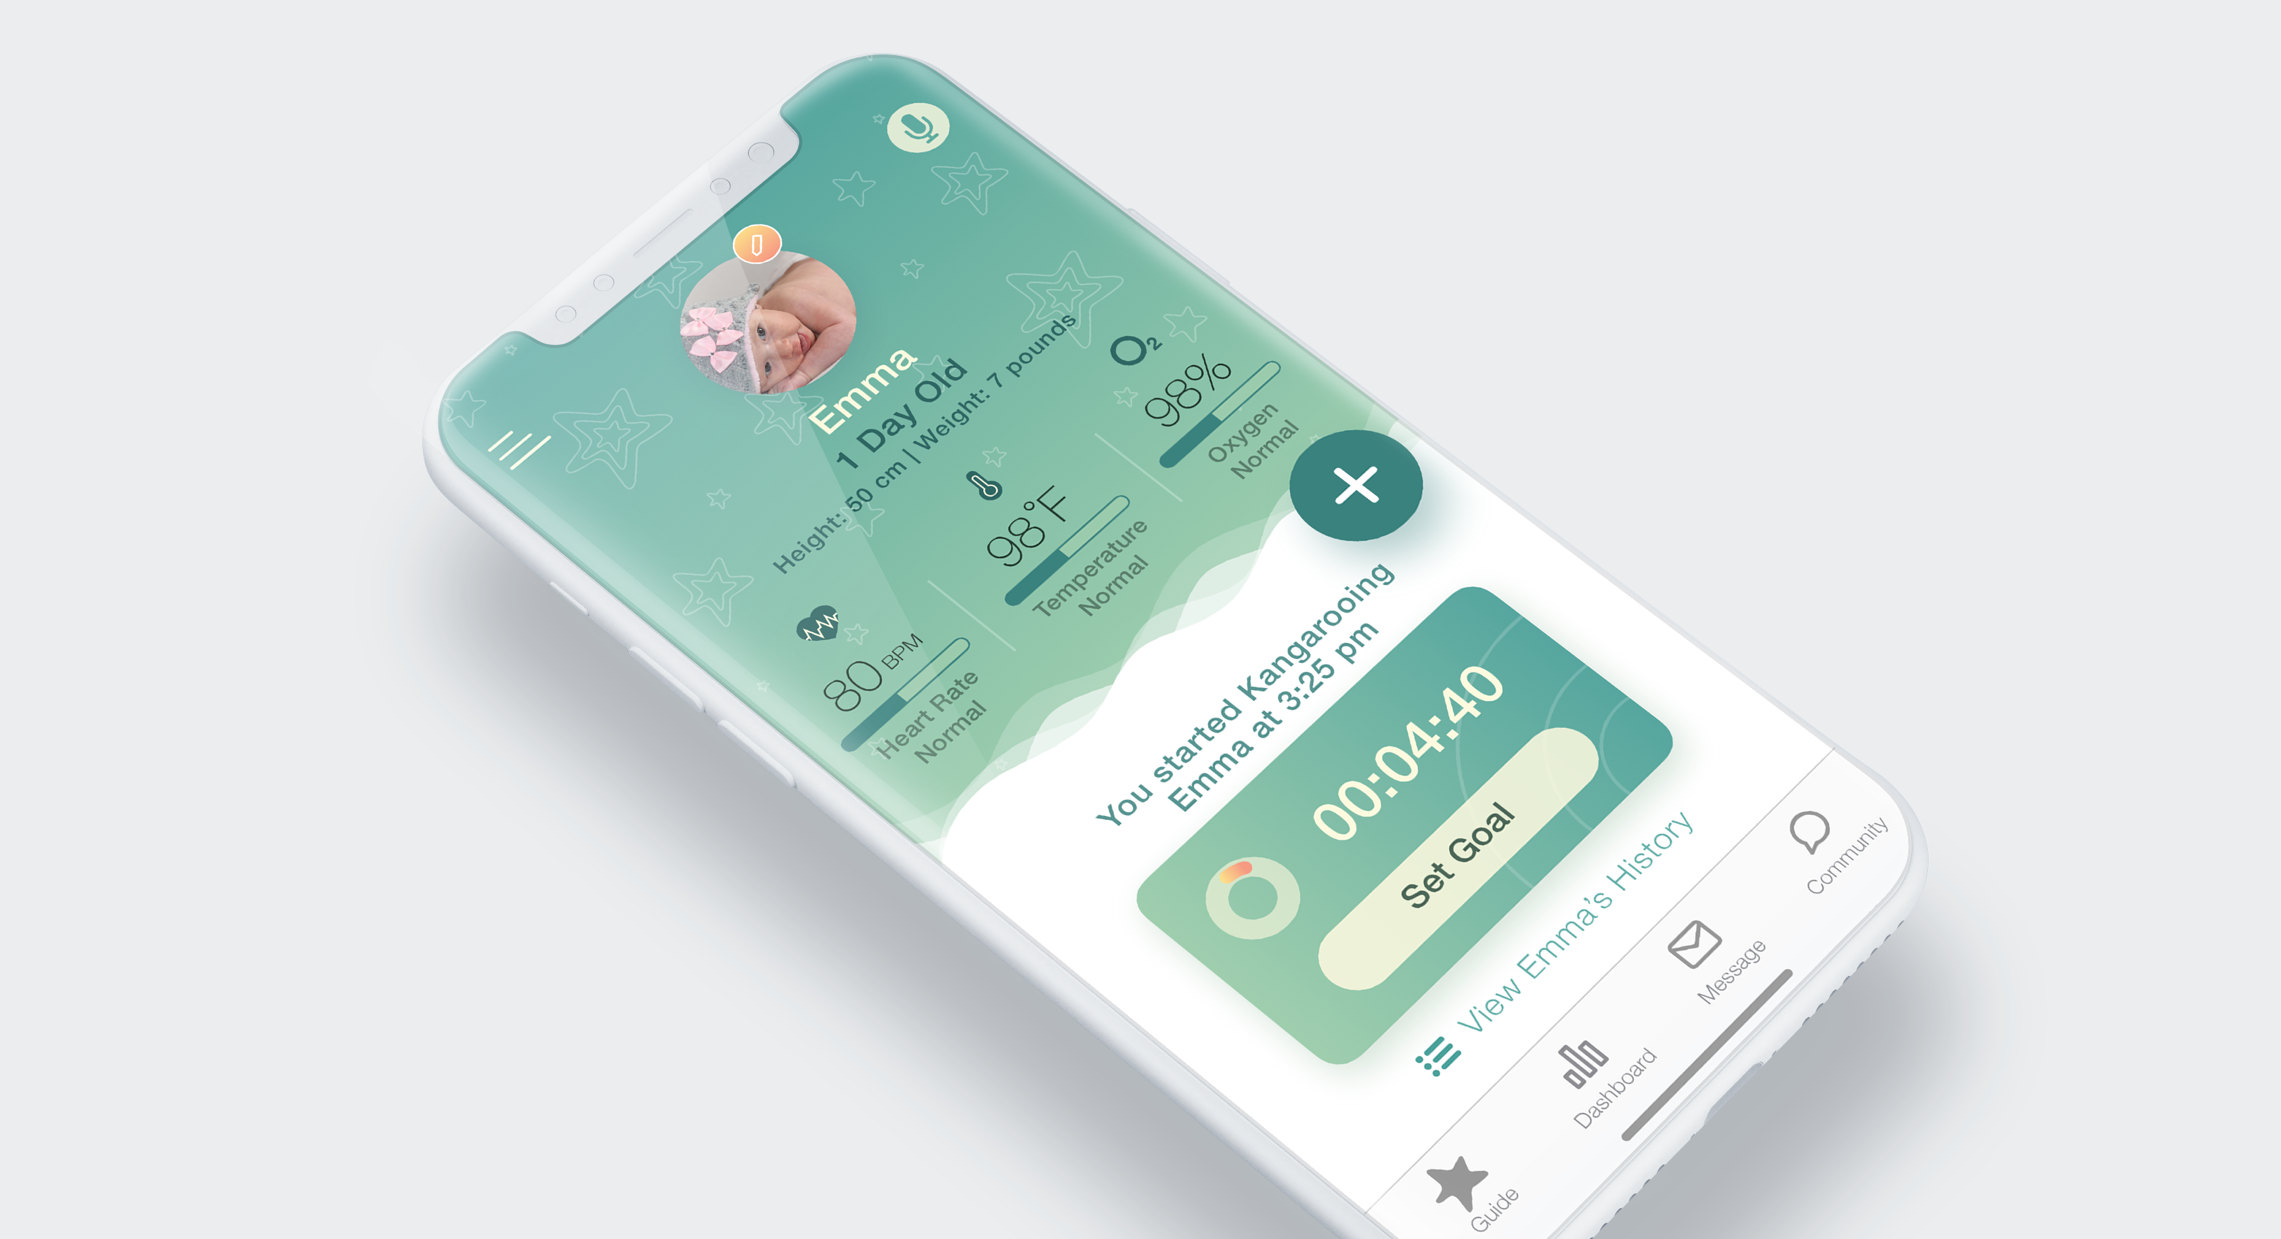 Emma
1 Day Old
Height: 50 cm | Weight: 7 pounds
80 BPM
Heart Rate
Normal
98°F
Temperature
Normal
O₂
98%
Oxygen
Normal
You started Kangarooing
Emma at 3:25 pm
00:04:40
Set Goal
View Emma's History
Guide
Dashboard
Message
Community